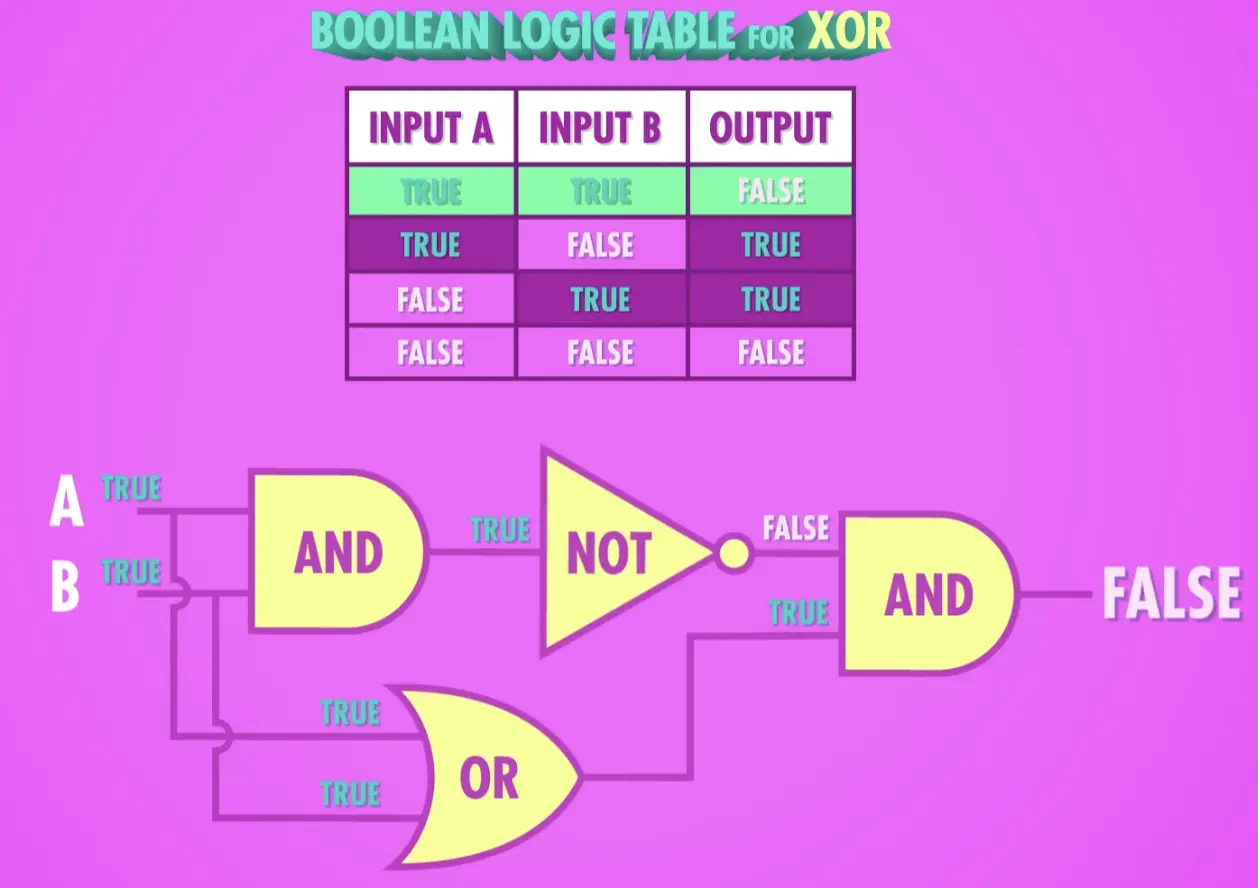 BOOLEAN LOGIC TABLE FOR XOR
INPUT A INPUT B OUTPUT
TRUE TRUE FALSE
TRUE FALSE TRUE
FALSE TRUE TRUE
FALSE FALSE FALSE
A TRUE
B TRUE
AND
TRUE
NOT
FALSE
TRUE
AND
FALSE
TRUE
TRUE
OR